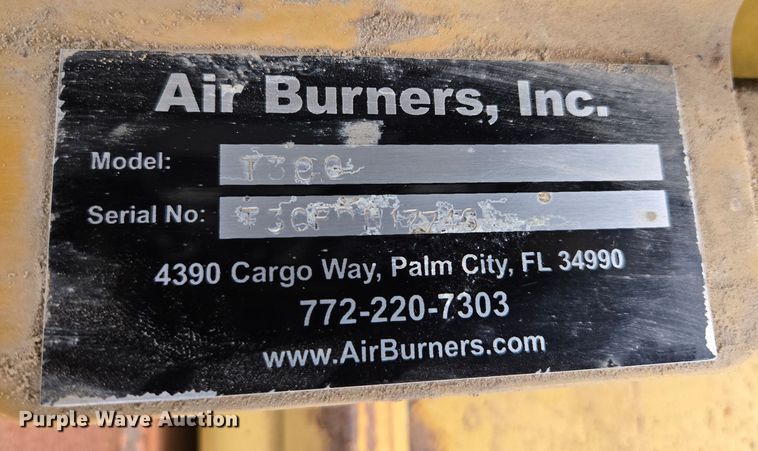 Air Burners, Inc.
Model:
Serial No:
4390 Cargo Way, Palm City, FL 34990
772-220-7303
www.AirBurners.com
Purple Wave Auction